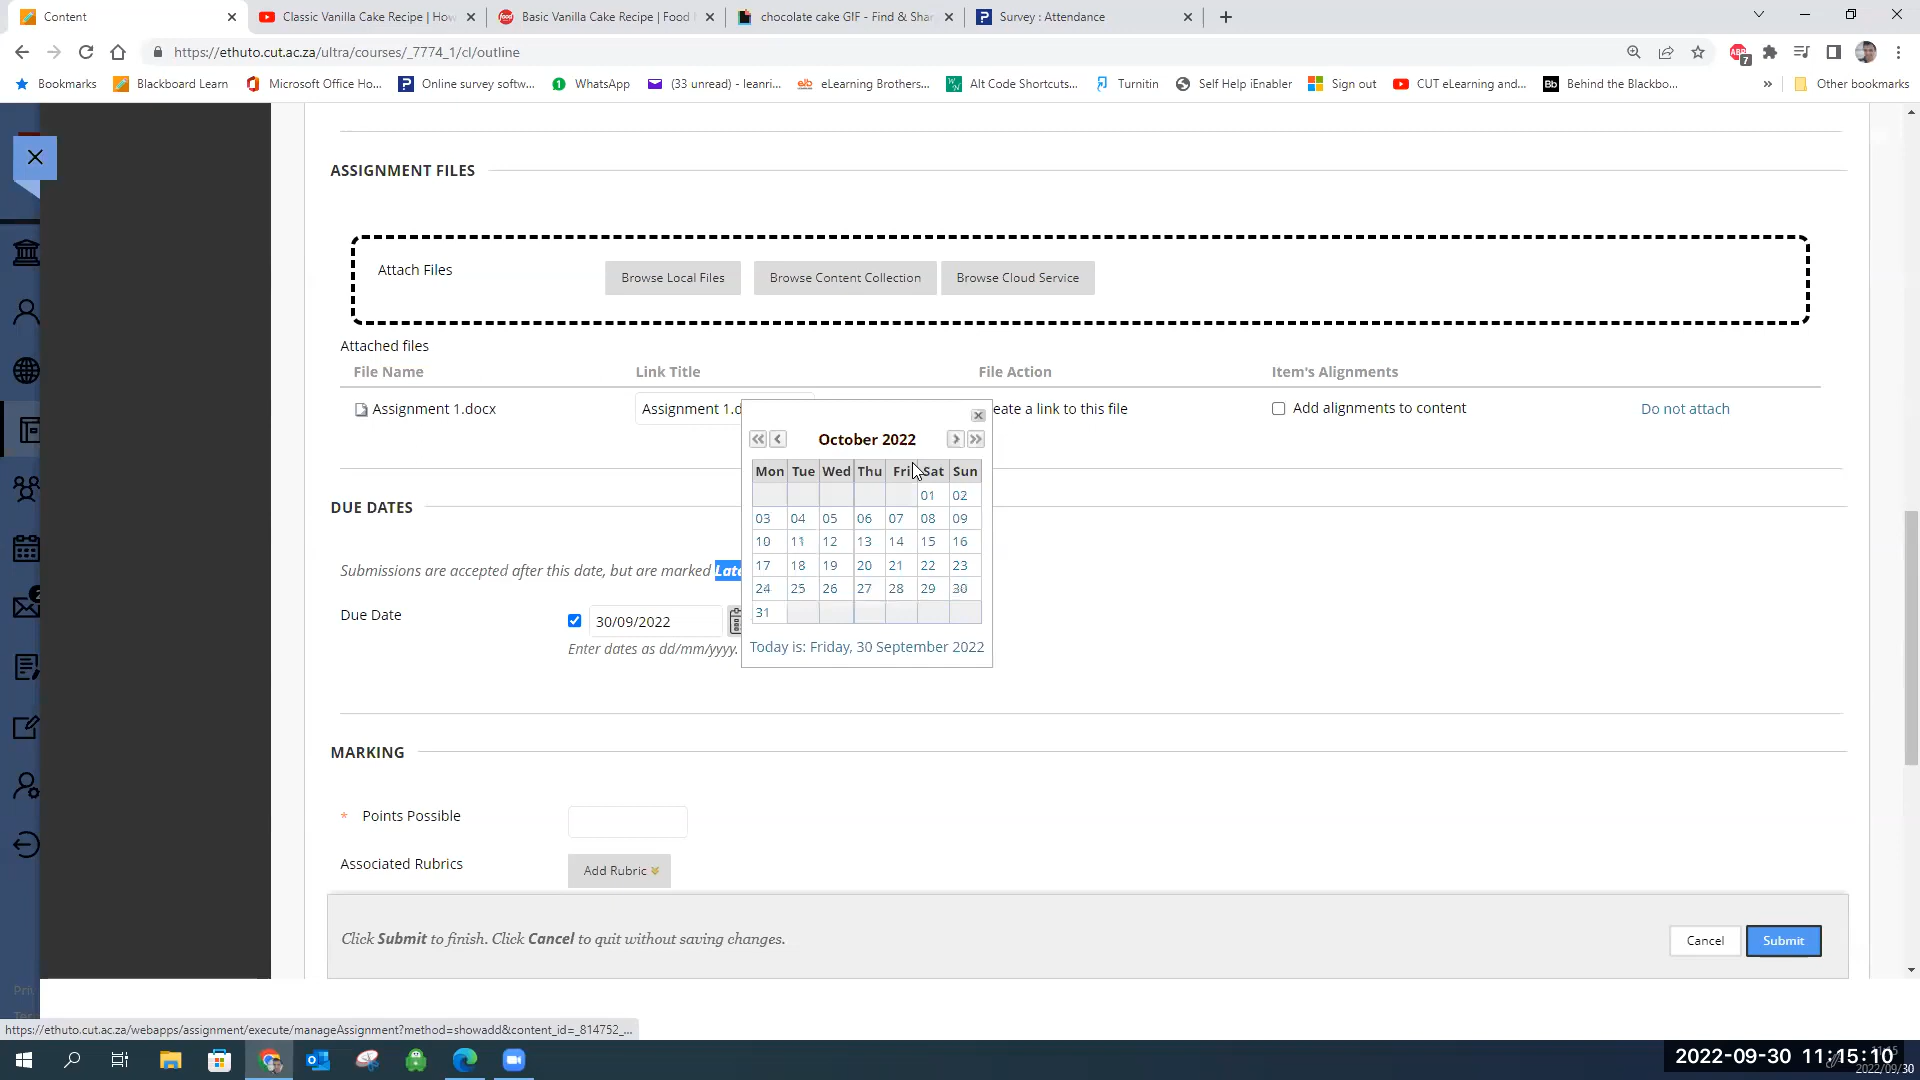 Content
Classic Vanilla Cake Recipe | How
Basic Vanilla Cake Recipe | Food
chocolate cake GIF - Find & Shar
Survey : Attendance
https://ethuto.cut.ac.za/ultra/courses/_7774_1/cl/outline
ABP
7
Bookmarks
Blackboard Learn
Microsoft Office Ho...
Online survey softw...
WhatsApp
(33 unread) - leanri...
eLearning Brothers...
Alt Code Shortcuts...
Turnitin
Self Help iEnabler
Sign out
CUT eLearning and...
Bb Behind the Blackbo...
Other bookmarks
ASSIGNMENT FILES
Attach Files
Browse Local Files
Browse Content Collection
Browse Cloud Service
Attached files
File Name Link Title File Action Item's Alignments
Assignment 1.docx
Assignment 1.d
eate a link to this file
Add alignments to content
Do not attach
October 2022
Mon Tue Wed Thu Fri Sat Sun
01 02
03 04 05 06 07 08 09
10 11 12 13 14 15 16
17 18 19 20 21 22 23
24 25 26 27 28 29 30
31
Today is: Friday, 30 September 2022
DUE DATES
Submissions are accepted after this date, but are marked Late
Due Date
30/09/2022
Enter dates as dd/mm/yyyy.
MARKING
* Points Possible
Associated Rubrics
Add Rubric
Click Submit to finish. Click Cancel to quit without saving changes.
Cancel
Submit
Pri
https://ethuto.cut.ac.za/webapps/assignment/execute/manageAssignment?method=showadd&content_id=_814752_...
2022-09-30 11:15:10
2022/09/30